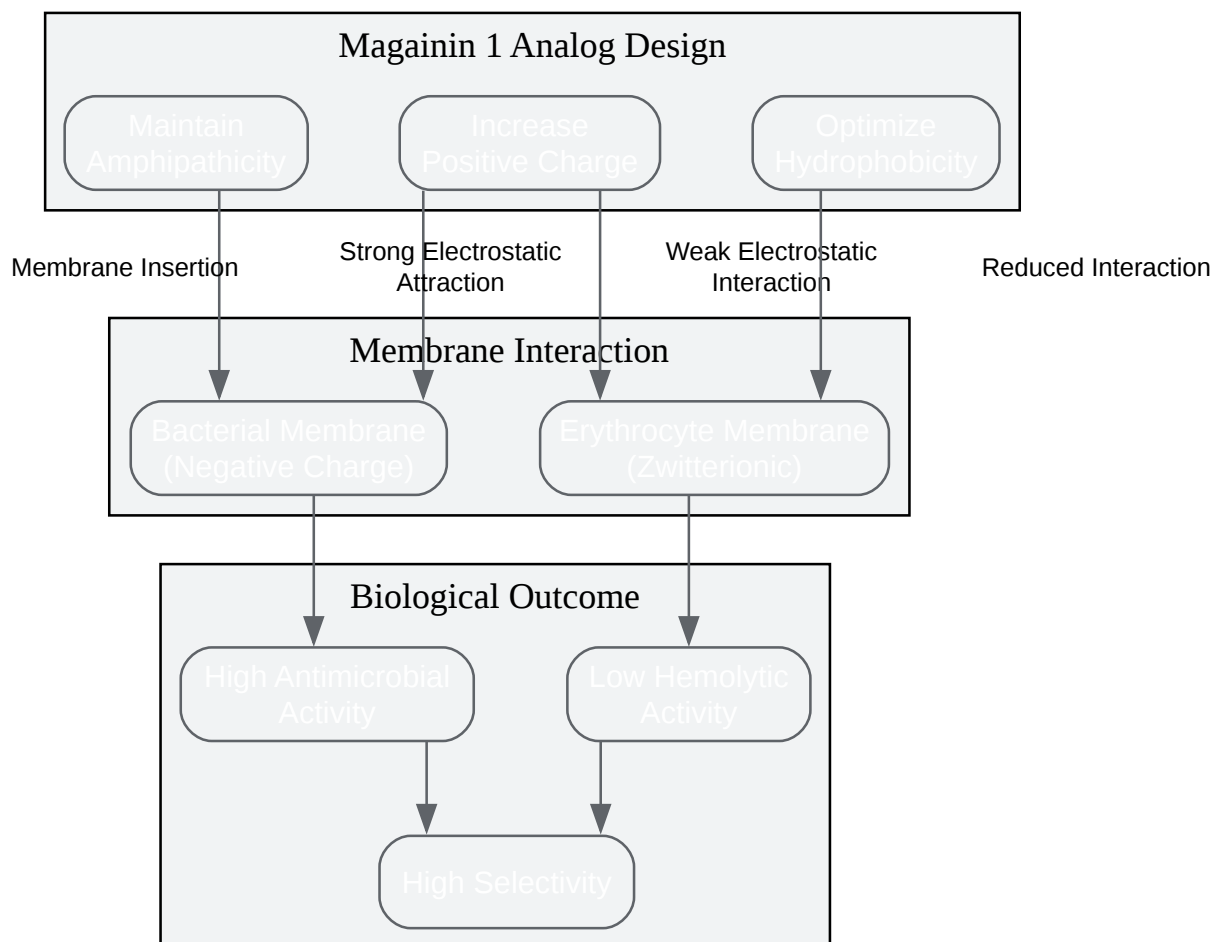 Magainin 1 Analog Design
Maintain
Amphipathicity
Increase
Positive Charge
Optimize
Hydrophobicity
Membrane Insertion
Strong Electrostatic
Attraction
Weak Electrostatic
Interaction
Reduced Interaction
Membrane Interaction
Bacterial Membrane
(Negative Charge)
Erythrocyte Membrane
(Zwitterionic)
Biological Outcome
High Antimicrobial
Activity
Low Hemolytic
Activity
High Selectivity